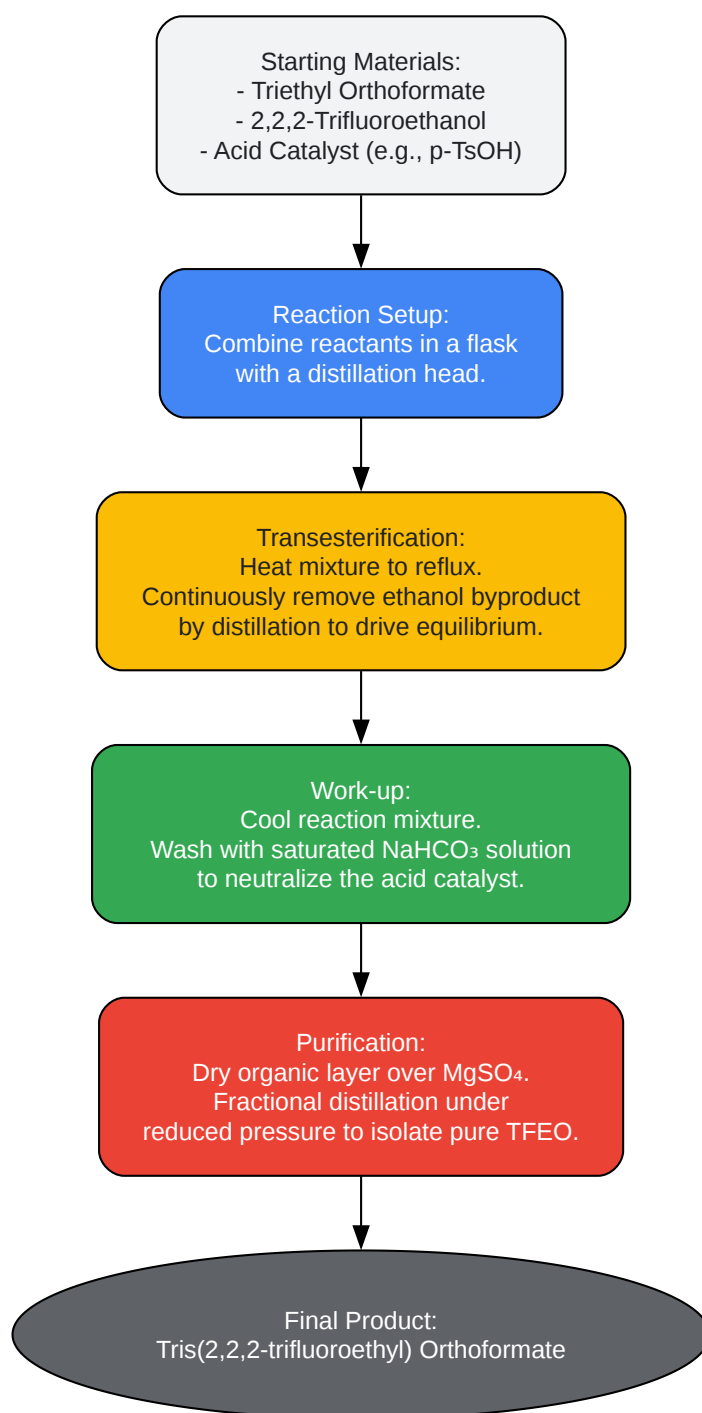 Starting Materials:
- Triethyl Orthoformate
- 2,2,2-Trifluoroethanol
- Acid Catalyst (e.g., p-TsOH)
Reaction Setup:
Combine reactants in a flask
with a distillation head.
Transesterification:
Heat mixture to reflux.
Continuously remove ethanol byproduct
by distillation to drive equilibrium.
Work-up:
Cool reaction mixture.
Wash with saturated NaHCO₃ solution
to neutralize the acid catalyst.
Purification:
Dry organic layer over MgSO₄.
Fractional distillation under
reduced pressure to isolate pure TFEO.
Final Product:
Tris(2,2,2-trifluoroethyl) Orthoformate